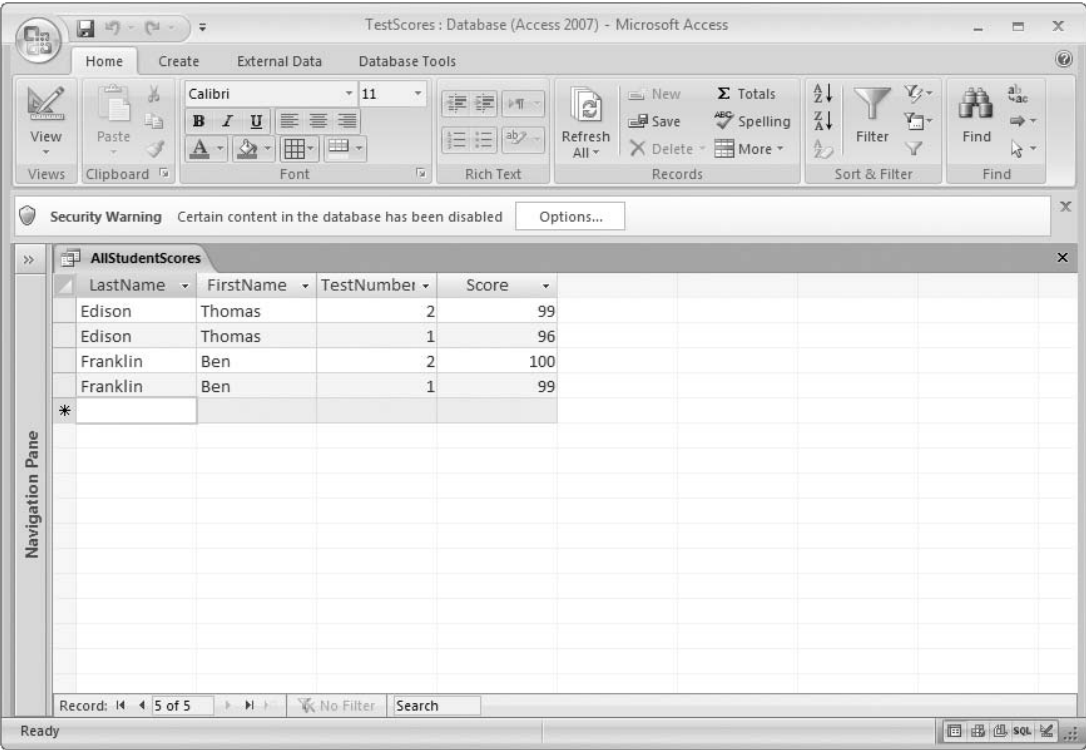 TestScores : Database (Access 2007) - Microsoft Access
Home Create External Data Database Tools
Calibri 11
B I U
A
ab
View
Paste
Refresh All
New
Save
Delete
Σ Totals
ABC Spelling
More
A Z
Z A
Filter
Find
ab ac
Views Clipboard Font Rich Text Records Sort & Filter Find
Security Warning Certain content in the database has been disabled Options...
AllStudentScores
LastName FirstName TestNumber Score
Edison Thomas 2 99
Edison Thomas 1 96
Franklin Ben 2 100
Franklin Ben 1 99
Navigation Pane
Record: 5 of 5 No Filter Search
Ready SQL